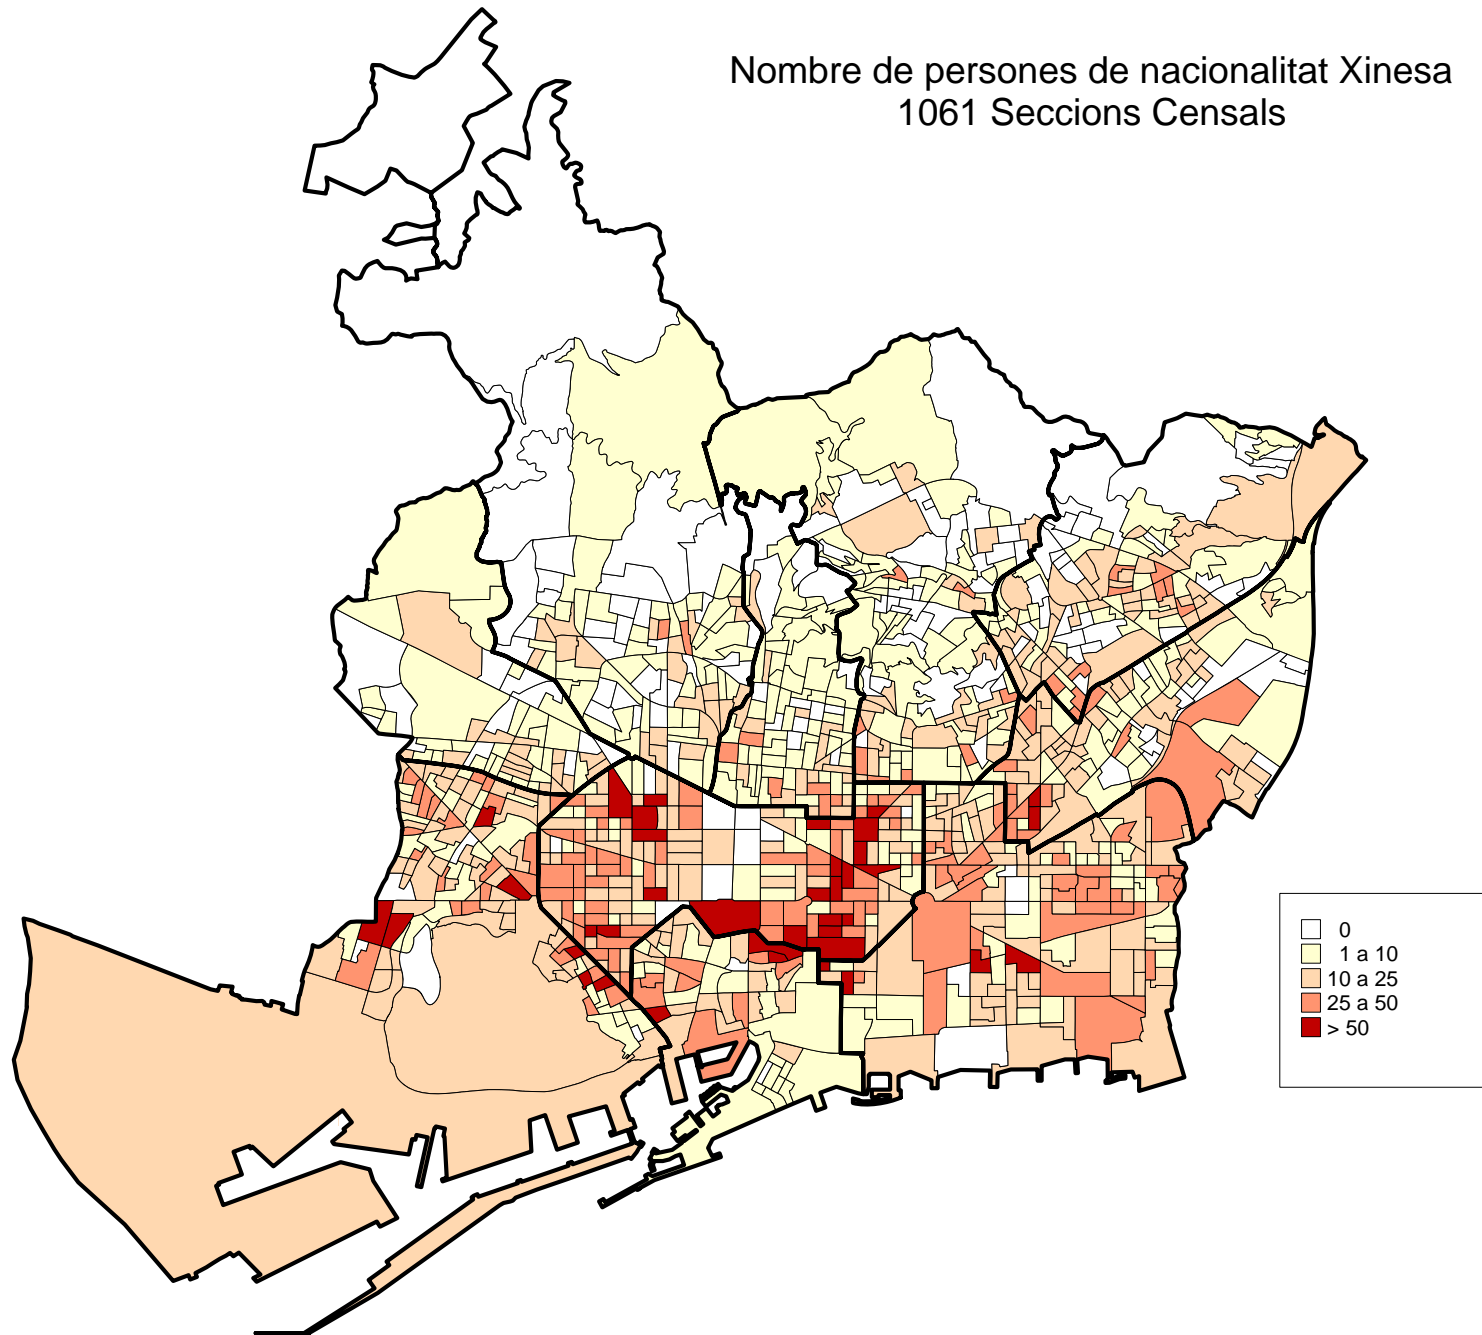 Nombre de persones de nacionalitat Xinesa
1061 Seccions Censals
0
1 a 10
10 a 25
25 a 50
> 50